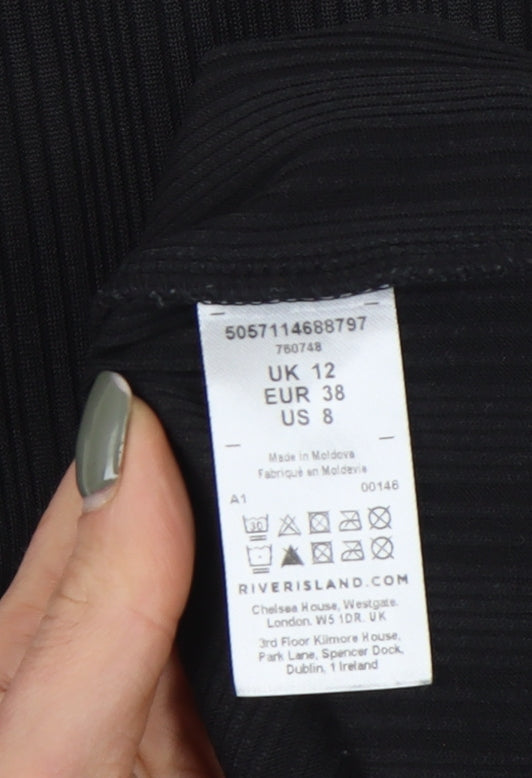 5057114688797
760748
UK 12
EUR 38
US 8
Made in Moldova
Fabriqué en Moldavie
A1 00146
30
RIVERISLAND.COM
Chelsea House, Westgate.
London. W5 1DR. UK
3rd Floor Kilmore House,
Park Lane, Spencer Dock,
Dublin, 1 Ireland